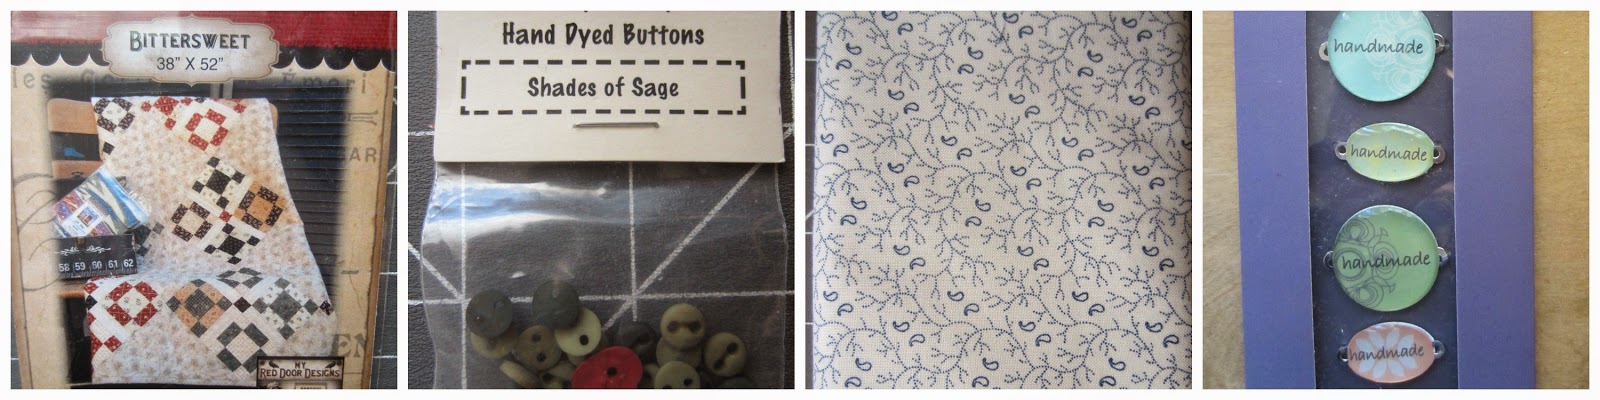 BITTERSWEET
38" X 52"
58 59 60 61 62
MY
RED DOOR DESIGNS
Hand Dyed Buttons
Shades of Sage
handmade
handmade
handmade
handmade